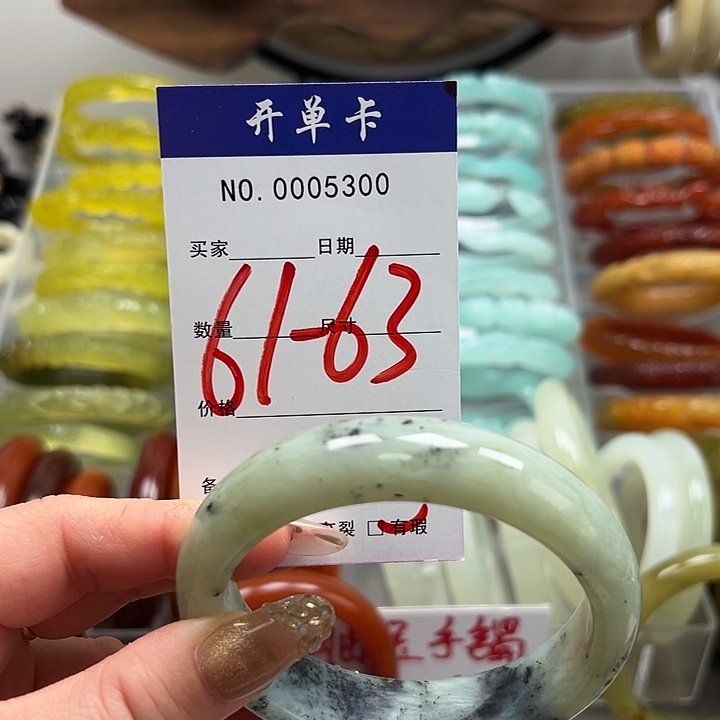 开单卡
NO. 0005300
买家 日期
61-63
数量 尺寸
价格
备
裂 □有瑕
手镯